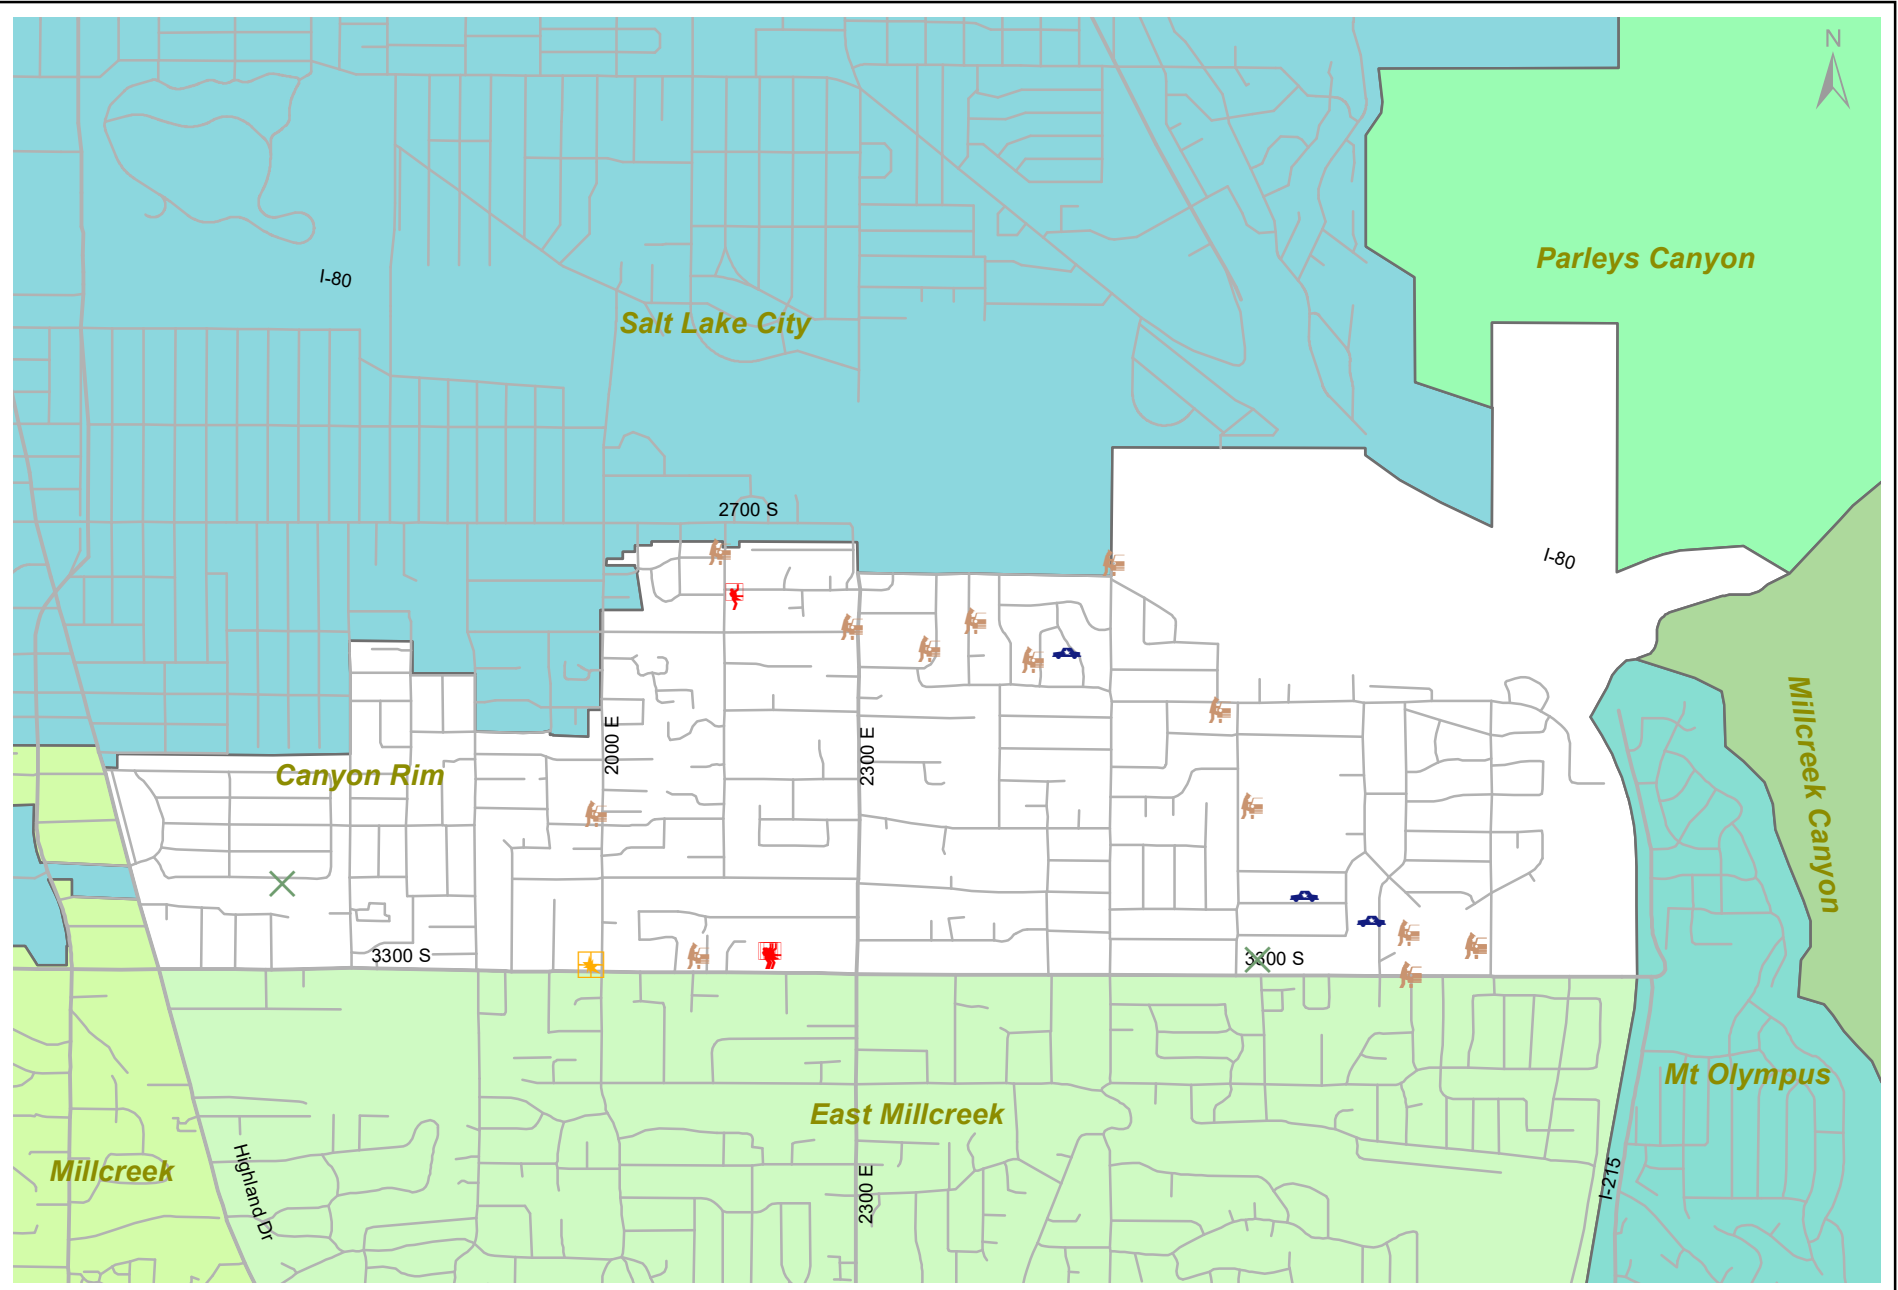 N
Parleys Canyon
I-80
Salt Lake City
2700 S
I-80
Millcreek Canyon
2000 E
2300 E
Canyon Rim
3300 S
3300 S
Mt Olympus
East Millcreek
Millcreek
Highland Dr
2300 E
I-215